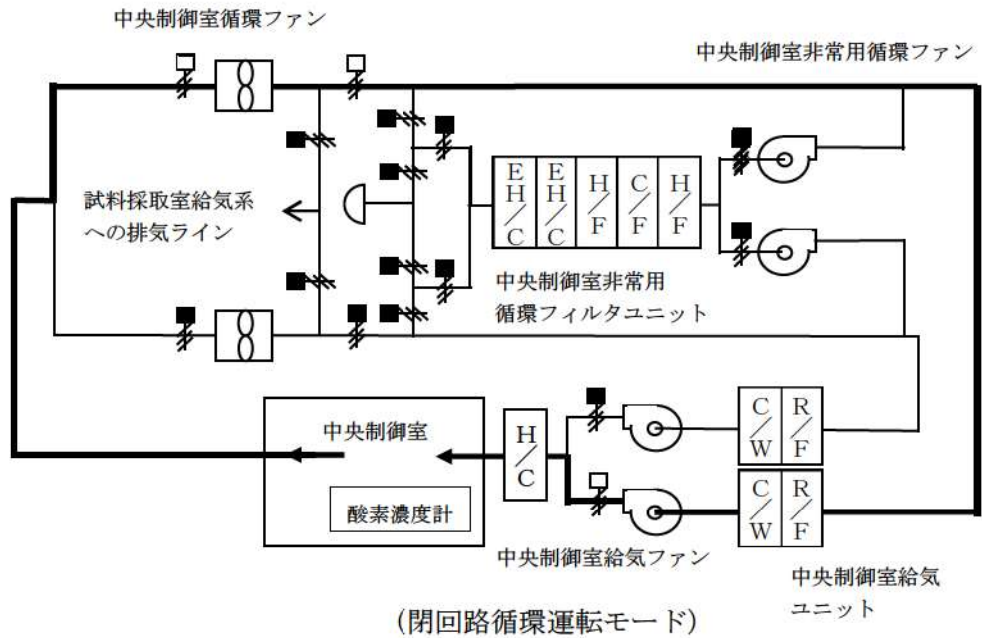 中央制御室循環ファン
中央制御室非常用循環ファン
試料採取室給気系
への排気ライン
EH/C
EH/C
H/F
C/F
H/F
中央制御室非常用
循環フィルタユニット
中央制御室
酸素濃度計
H/C
C/W
R/F
C/W
R/F
中央制御室給気ファン
中央制御室給気
ユニット
(閉回路循環運転モード)